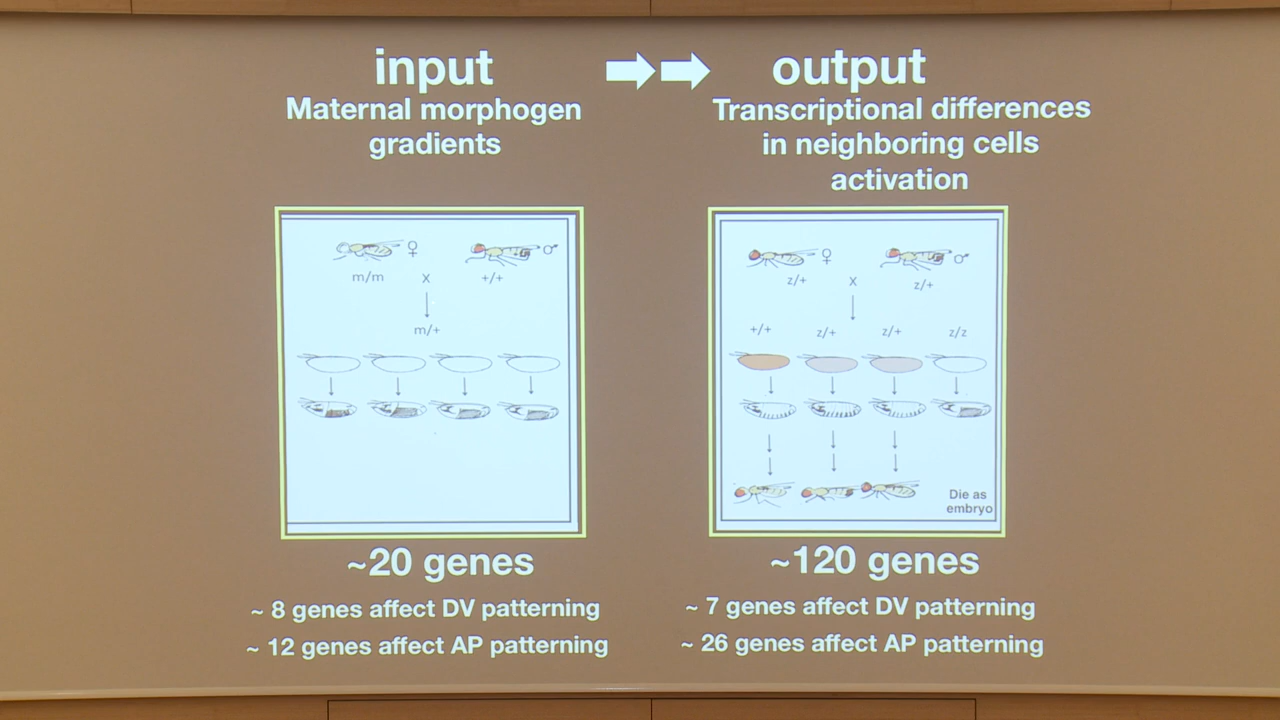 input
output
Maternal morphogen
gradients
Transcriptional differences
in neighboring cells
activation
♀
♂
m/m
X
+/+
m/+
♀
♂
z/+
X
z/+
+/+
z/+
z/+
z/z
Die as
embryo
~20 genes
~ 8 genes affect DV patterning
~ 12 genes affect AP patterning
~120 genes
~ 7 genes affect DV patterning
~ 26 genes affect AP patterning